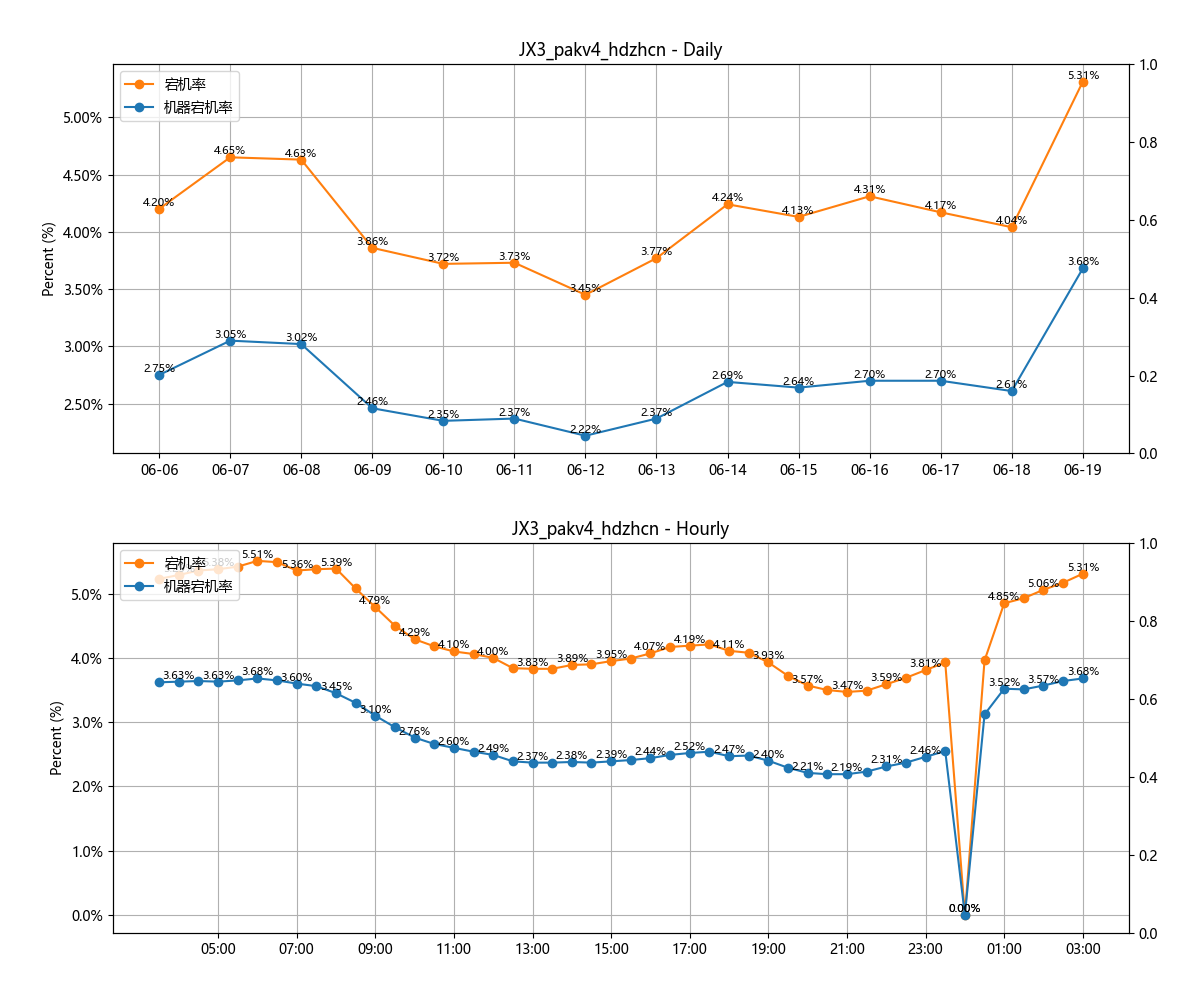 JX3_pakv4_hdzhcn - Daily
宕机率
机器宕机率
Percent (%)
5.00%
4.50%
4.00%
3.50%
3.00%
2.50%
1.0
0.8
0.6
0.4
0.2
0.0
4.20% 4.65% 4.63% 3.86% 3.72% 3.73% 3.45% 3.77% 4.24% 4.13% 4.31% 4.17% 4.04% 5.31%
2.75% 3.05% 3.02% 2.46% 2.35% 2.37% 2.22% 2.37% 2.69% 2.64% 2.70% 2.70% 2.61% 3.68%
06-06 06-07 06-08 06-09 06-10 06-11 06-12 06-13 06-14 06-15 06-16 06-17 06-18 06-19
JX3_pakv4_hdzhcn - Hourly
宕机率
机器宕机率
Percent (%)
5.0%
4.0%
3.0%
2.0%
1.0%
0.0%
1.0
0.8
0.6
0.4
0.2
0.0
5.38% 5.51% 5.36% 5.39% 4.79% 4.29% 4.10% 4.00% 3.83% 3.89% 3.95% 4.07% 4.19% 4.11% 3.93% 3.57% 3.47% 3.59% 3.81% 0.00% 4.85% 5.06% 5.31%
3.63% 3.63% 3.68% 3.60% 3.45% 3.10% 2.76% 2.60% 2.49% 2.37% 2.38% 2.39% 2.44% 2.52% 2.47% 2.40% 2.21% 2.19% 2.31% 2.46% 0.00% 3.52% 3.57% 3.68%
05:00 07:00 09:00 11:00 13:00 15:00 17:00 19:00 21:00 23:00 01:00 03:00